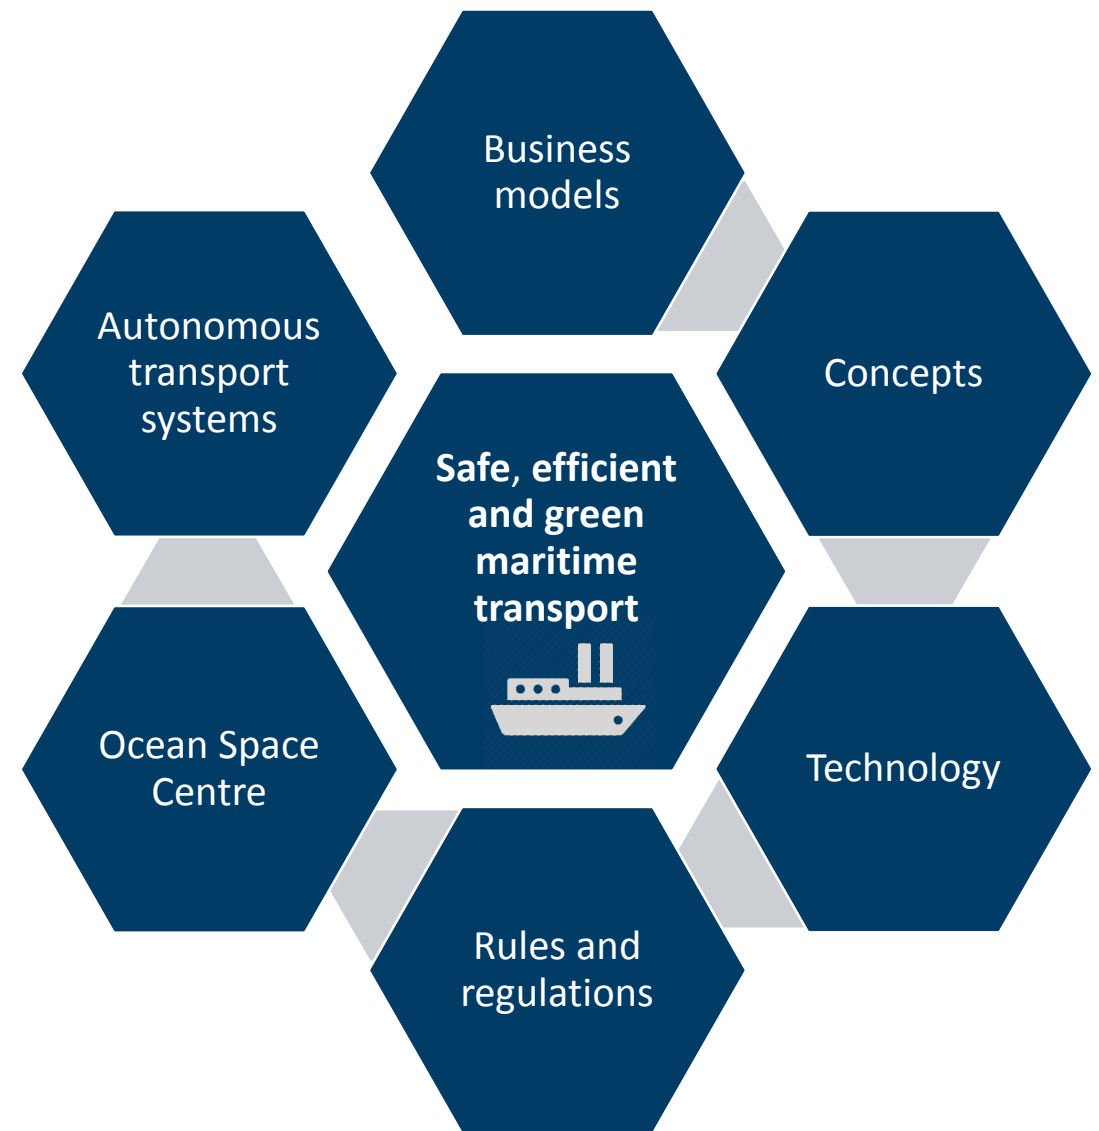 Business
models
Concepts
Technology
Rules and
regulations
Ocean Space
Centre
Autonomous
transport
systems
Safe, efficient
and green
maritime
transport